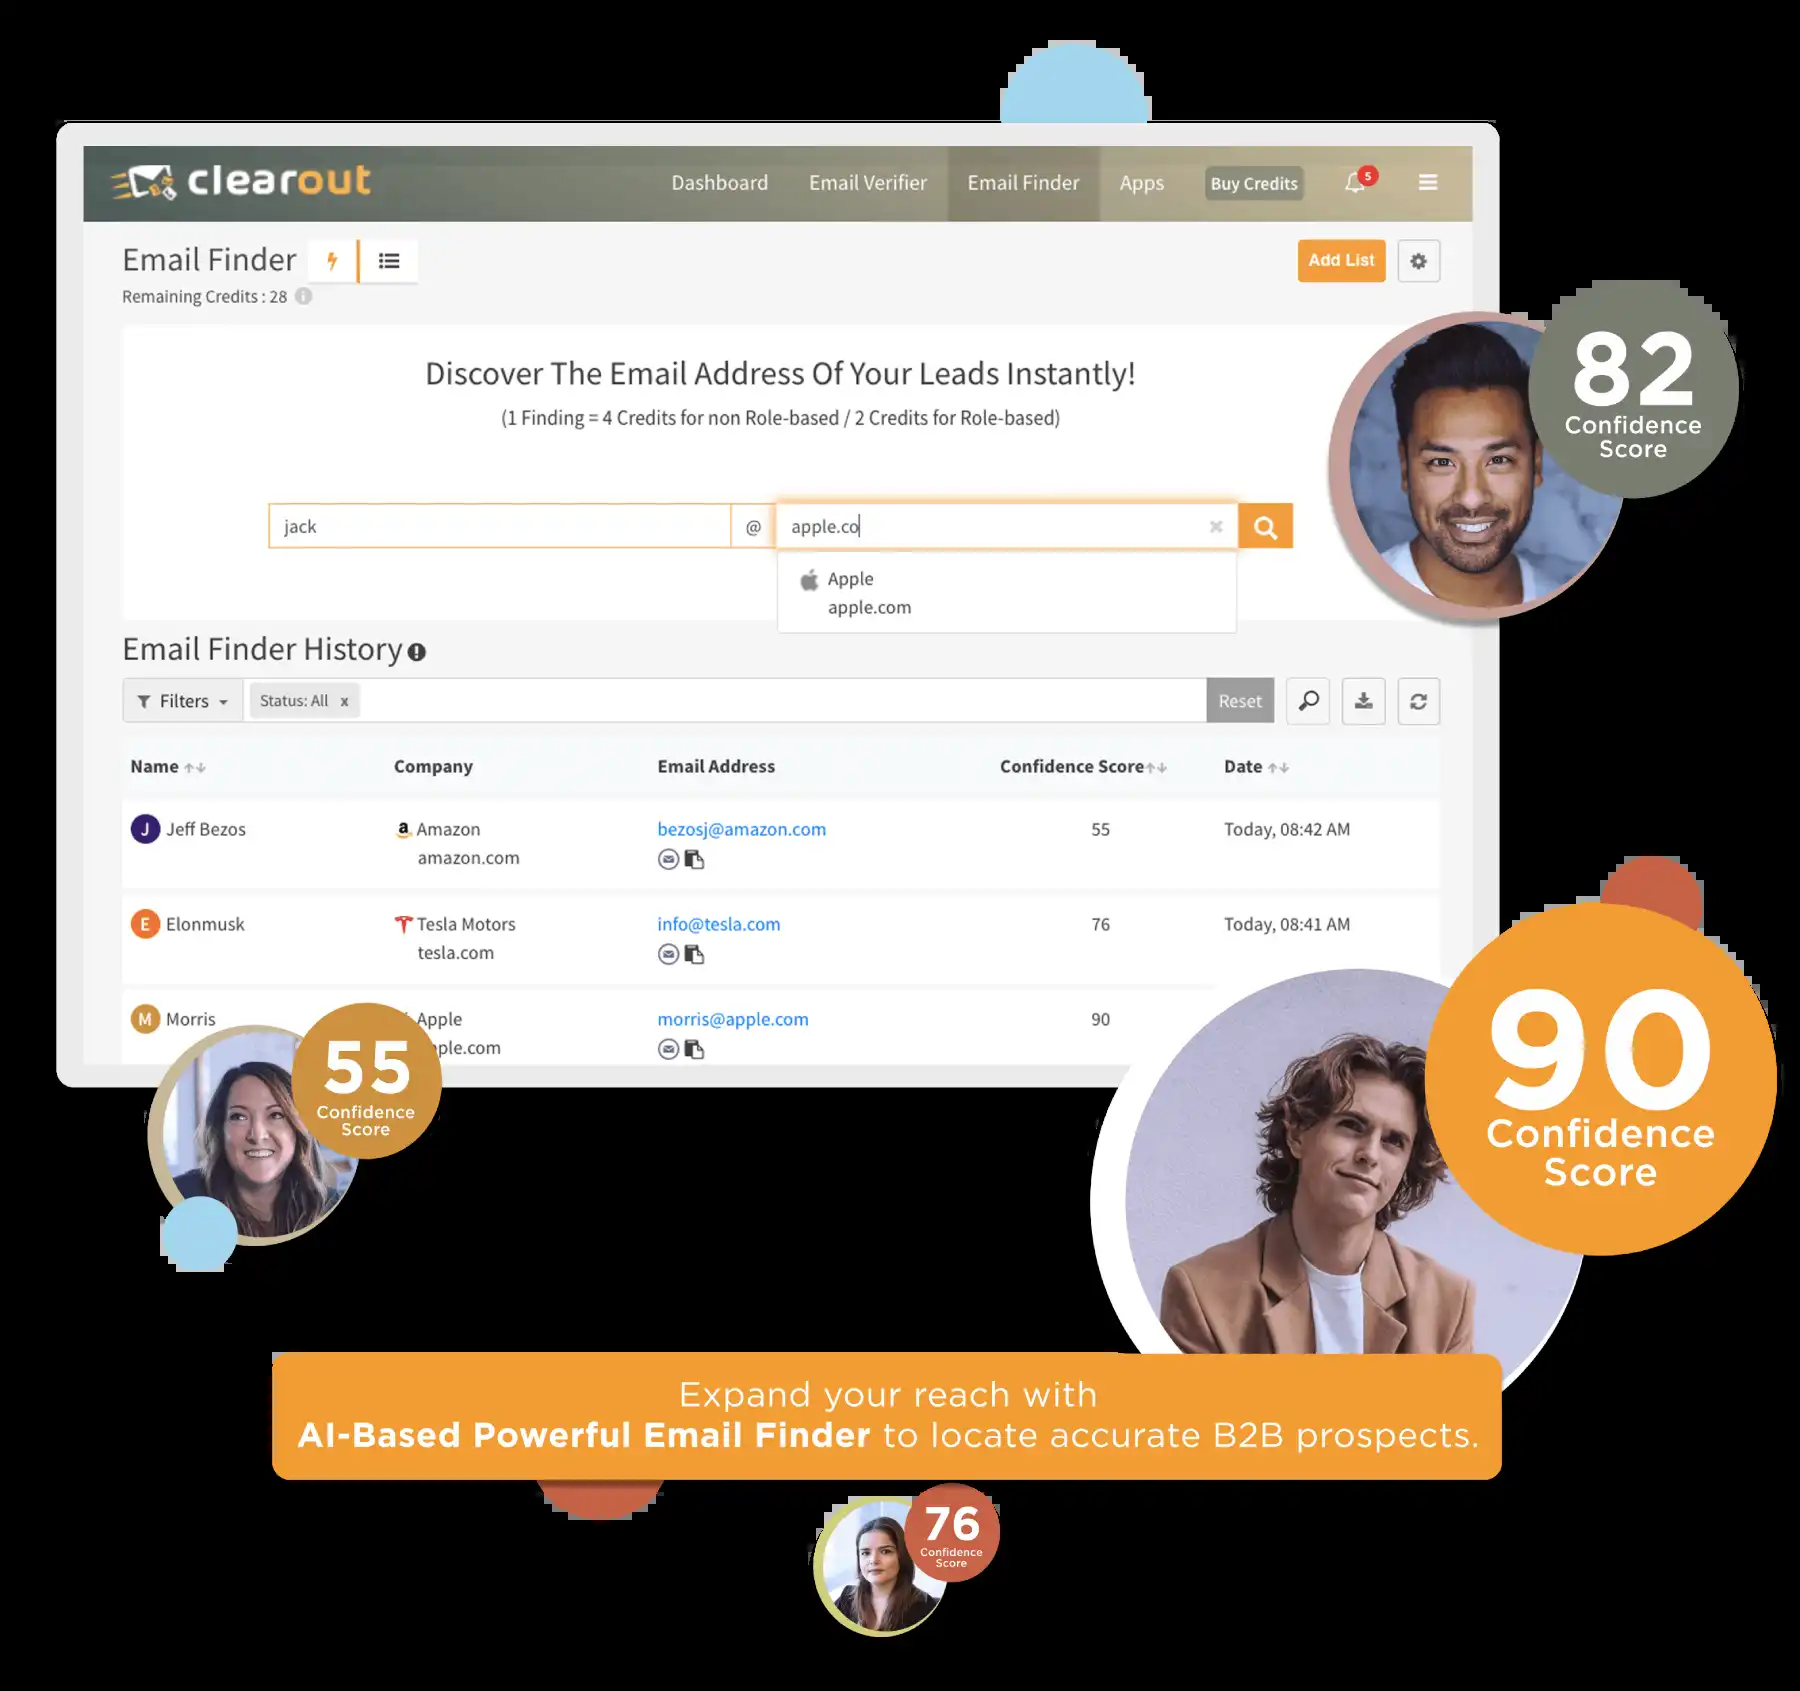 clearout
Dashboard Email Verifier Email Finder Apps Buy Credits 5
Email Finder
Add List
Remaining Credits : 28
Discover The Email Address Of Your Leads Instantly!
(1 Finding = 4 Credits for non Role-based / 2 Credits for Role-based)
82
Confidence
Score
jack @ apple.co
Apple
apple.com
Email Finder History
Filters Status: All x Reset
Name Company Email Address Confidence Score Date
J Jeff Bezos a Amazon bezosj@amazon.com 55 Today, 08:42 AM
amazon.com
E Elonmusk Tesla Motors info@tesla.com 76 Today, 08:41 AM
tesla.com
M Morris Apple morris@apple.com 90
ple.com
55
Confidence
Score
90
Confidence
Score
Expand your reach with
AI-Based Powerful Email Finder to locate accurate B2B prospects.
76
Confidence
Score